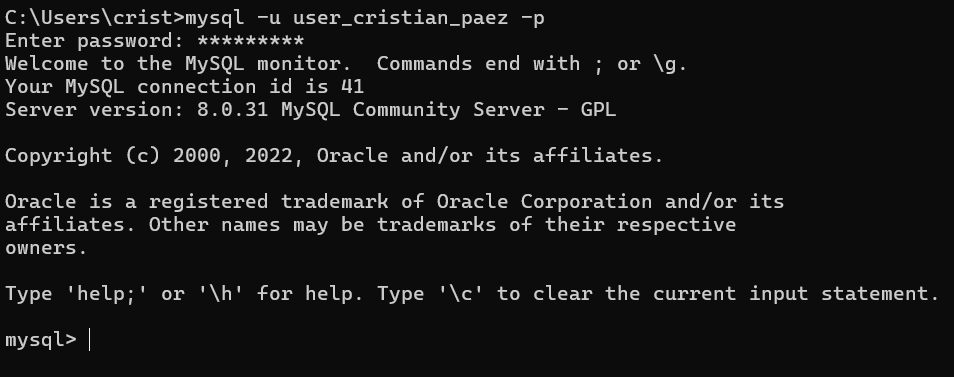 C:\Users\crist>mysql -u user_cristian_paez -p
Enter password: *********
Welcome to the MySQL monitor.  Commands end with ; or \g.
Your MySQL connection id is 41
Server version: 8.0.31 MySQL Community Server - GPL

Copyright (c) 2000, 2022, Oracle and/or its affiliates.

Oracle is a registered trademark of Oracle Corporation and/or its
affiliates. Other names may be trademarks of their respective
owners.

Type 'help;' or '\h' for help. Type '\c' to clear the current input statement.

mysql>